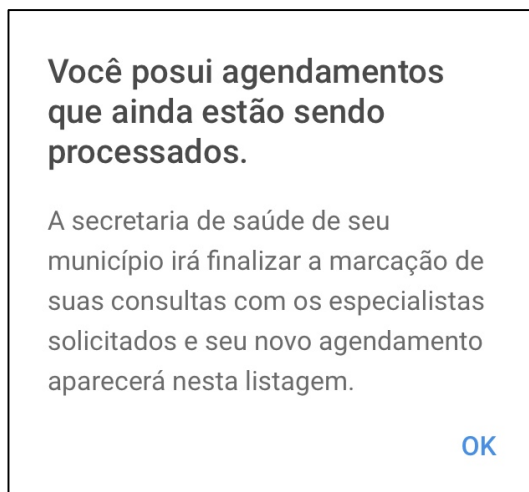 Você posui agendamentos
que ainda estão sendo
processados.
A secretaria de saúde de seu
município irá finalizar a marcação de
suas consultas com os especialistas
solicitados e seu novo agendamento
aparecerá nesta listagem.
OK